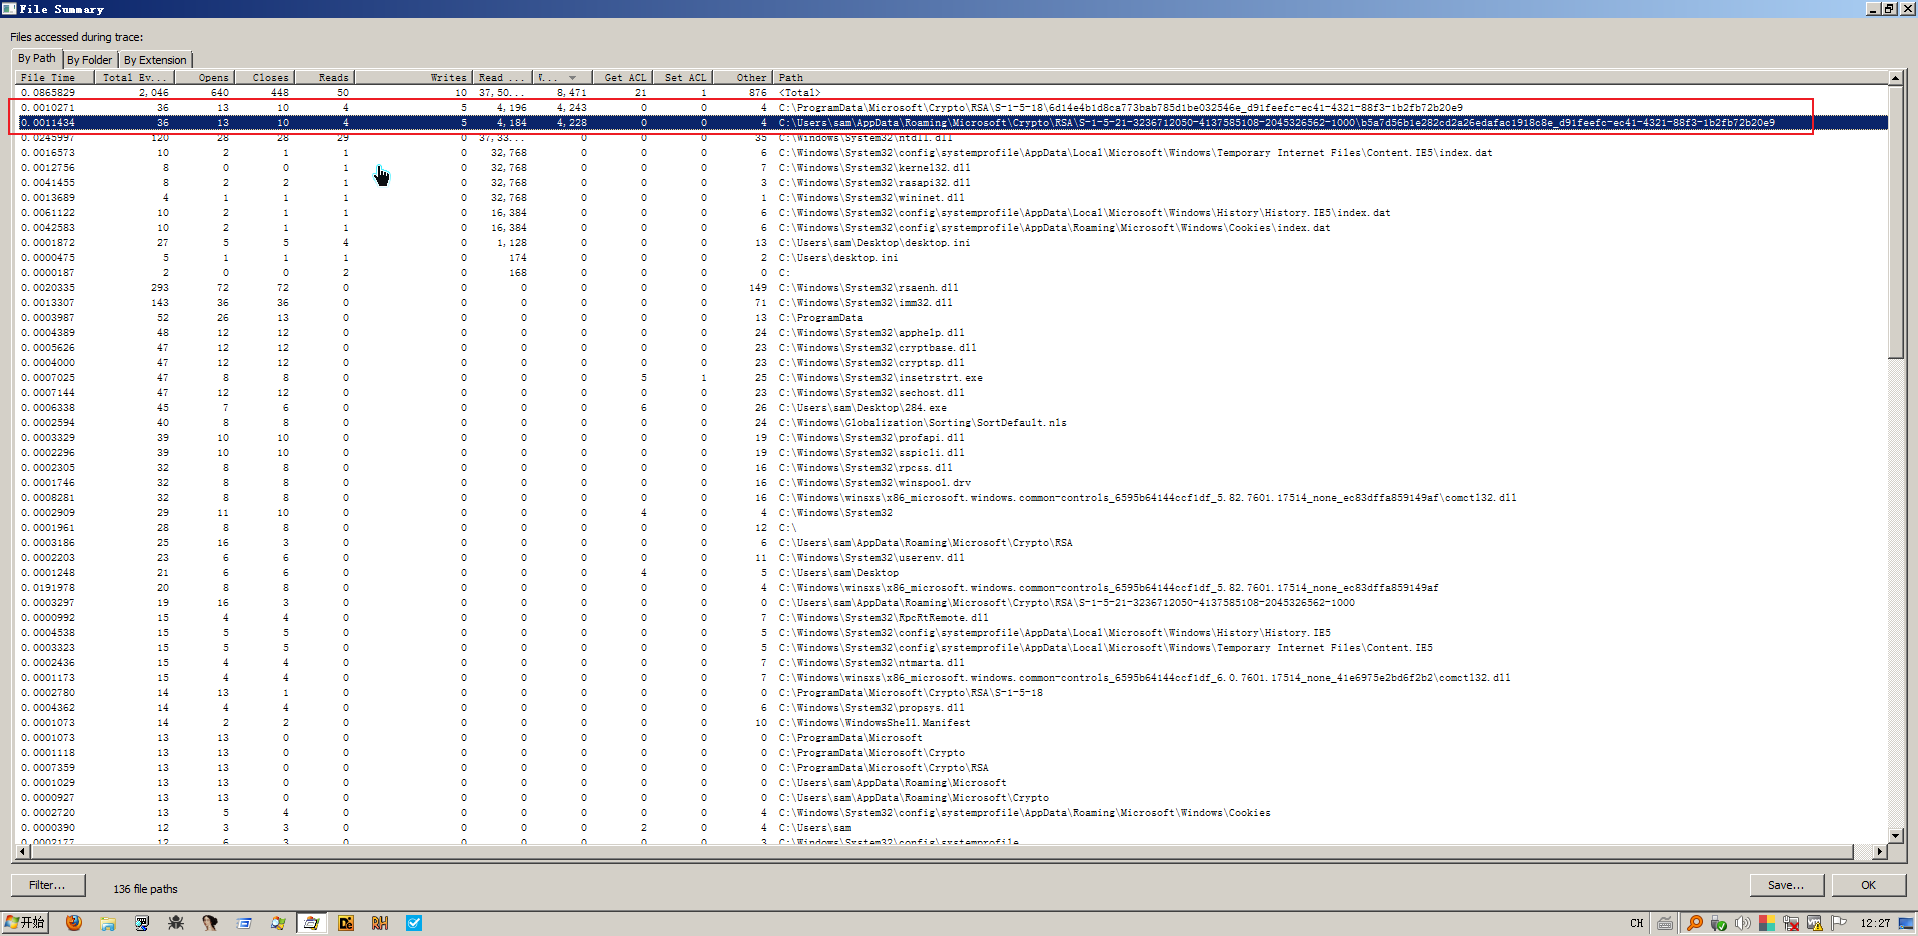 File Summary
Files accessed during trace:
By Path By Folder By Extension
File Time Total Ev... Opens Closes Reads Writes Read ... W... Get ACL Set ACL Other Path
0.0865829 2,046 640 448 50 10 37,50... 8,471 21 1 876 <Total>
0.0010271 36 13 10 4 5 4,196 4,243 0 0 4 C:\ProgramData\Microsoft\Crypto\RSA\S-1-5-18\6d14e4b1d8ca773bab785d1be032546e_d91feefc-ec41-4321-88f3-1b2fb72b20e9
0.0011434 36 13 10 4 5 4,184 4,228 0 0 4 C:\Users\sam\AppData\Roaming\Microsoft\Crypto\RSA\S-1-5-21-3236712050-4137585108-2045326562-1000\b5a7d56b1e282cd2a26edafac1918c8e_d91feefc-ec41-4321-88f3-1b2fb72b20e9
0.0245997 120 28 28 29 0 37,33... 0 0 0 35 C:\Windows\System32\ntdll.dll
0.0016573 10 2 1 1 0 32,768 0 0 0 6 C:\Windows\System32\config\systemprofile\AppData\Local\Microsoft\Windows\Temporary Internet Files\Content.IE5\index.dat
0.0012756 8 0 0 1 0 32,768 0 0 0 7 C:\Windows\System32\kernel32.dll
0.0041455 8 2 2 1 0 32,768 0 0 0 3 C:\Windows\System32\rasapi32.dll
0.0013689 4 1 1 1 0 32,768 0 0 0 1 C:\Windows\System32\wininet.dll
0.0061122 10 2 1 1 0 16,384 0 0 0 6 C:\Windows\System32\config\systemprofile\AppData\Local\Microsoft\Windows\History\History.IE5\index.dat
0.0042583 10 2 1 1 0 16,384 0 0 0 6 C:\Windows\System32\config\systemprofile\AppData\Roaming\Microsoft\Windows\Cookies\index.dat
0.0001872 27 5 5 4 0 1,128 0 0 0 13 C:\Users\sam\Desktop\desktop.ini
0.0000475 5 1 1 1 0 174 0 0 0 2 C:\Users\desktop.ini
0.0000187 2 0 0 2 0 168 0 0 0 0 C:
0.0020335 293 72 72 0 0 0 0 0 0 149 C:\Windows\System32\rsaenh.dll
0.0013307 143 36 36 0 0 0 0 0 0 71 C:\Windows\System32\imm32.dll
0.0003987 52 26 13 0 0 0 0 0 0 13 C:\ProgramData
0.0004389 48 12 12 0 0 0 0 0 0 24 C:\Windows\System32\apphelp.dll
0.0005626 47 12 12 0 0 0 0 0 0 23 C:\Windows\System32\cryptbase.dll
0.0004000 47 12 12 0 0 0 0 0 0 23 C:\Windows\System32\cryptsp.dll
0.0007025 47 8 8 0 0 0 0 5 1 25 C:\Windows\System32\insetrstrt.exe
0.0007144 47 12 12 0 0 0 0 0 0 23 C:\Windows\System32\sechost.dll
0.0006338 45 7 6 0 0 0 0 6 0 26 C:\Users\sam\Desktop\284.exe
0.0002594 40 8 8 0 0 0 0 0 0 24 C:\Windows\Globalization\Sorting\SortDefault.nls
0.0003329 39 10 10 0 0 0 0 0 0 19 C:\Windows\System32\profapi.dll
0.0002296 39 10 10 0 0 0 0 0 0 19 C:\Windows\System32\sspicli.dll
0.0002305 32 8 8 0 0 0 0 0 0 16 C:\Windows\System32\rpcss.dll
0.0001746 32 8 8 0 0 0 0 0 0 16 C:\Windows\System32\winspool.drv
0.0008281 32 8 8 0 0 0 0 0 0 16 C:\Windows\winsxs\x86_microsoft.windows.common-controls_6595b64144ccf1df_5.82.7601.17514_none_ec83dffa859149af\comctl32.dll
0.0002909 29 11 10 0 0 0 0 4 0 4 C:\Windows\System32
0.0001961 28 8 8 0 0 0 0 0 0 12 C:\
0.0003186 25 16 3 0 0 0 0 0 0 6 C:\Users\sam\AppData\Roaming\Microsoft\Crypto\RSA
0.0002203 23 6 6 0 0 0 0 0 0 11 C:\Windows\System32\userenv.dll
0.0001248 21 6 6 0 0 0 0 4 0 5 C:\Users\sam\Desktop
0.0191978 20 8 8 0 0 0 0 0 0 4 C:\Windows\winsxs\x86_microsoft.windows.common-controls_6595b64144ccf1df_5.82.7601.17514_none_ec83dffa859149af
0.0003297 19 16 3 0 0 0 0 0 0 0 C:\Users\sam\AppData\Roaming\Microsoft\Crypto\RSA\S-1-5-21-3236712050-4137585108-2045326562-1000
0.0000992 15 4 4 0 0 0 0 0 0 7 C:\Windows\System32\RpcRtRemote.dll
0.0004538 15 5 5 0 0 0 0 0 0 5 C:\Windows\System32\config\systemprofile\AppData\Local\Microsoft\Windows\History\History.IE5
0.0003323 15 5 5 0 0 0 0 0 0 5 C:\Windows\System32\config\systemprofile\AppData\Local\Microsoft\Windows\Temporary Internet Files\Content.IE5
0.0002436 15 4 4 0 0 0 0 0 0 7 C:\Windows\System32\ntmarta.dll
0.0001173 15 4 4 0 0 0 0 0 0 7 C:\Windows\winsxs\x86_microsoft.windows.common-controls_6595b64144ccf1df_6.0.7601.17514_none_41e6975e2bd6f2b2\comctl32.dll
0.0002780 14 13 1 0 0 0 0 0 0 0 C:\ProgramData\Microsoft\Crypto\RSA\S-1-5-18
0.0004362 14 4 4 0 0 0 0 0 0 6 C:\Windows\System32\propsys.dll
0.0001073 14 2 2 0 0 0 0 0 0 10 C:\Windows\WindowsShell.Manifest
0.0001073 13 13 0 0 0 0 0 0 0 0 C:\ProgramData\Microsoft
0.0001118 13 13 0 0 0 0 0 0 0 0 C:\ProgramData\Microsoft\Crypto
0.0007359 13 13 0 0 0 0 0 0 0 0 C:\ProgramData\Microsoft\Crypto\RSA
0.0001029 13 13 0 0 0 0 0 0 0 0 C:\Users\sam\AppData\Roaming\Microsoft
0.0000927 13 13 0 0 0 0 0 0 0 0 C:\Users\sam\AppData\Roaming\Microsoft\Crypto
0.0002720 13 5 4 0 0 0 0 0 0 4 C:\Windows\System32\config\systemprofile\AppData\Roaming\Microsoft\Windows\Cookies
0.0000390 12 3 3 0 0 0 0 2 0 4 C:\Users\sam
0.0002177 12 6 3 0 0 0 0 0 0 3 C:\Windows\System32\config\systemprofile
Filter... 136 file paths Save... OK
开始 RH CH 12:27